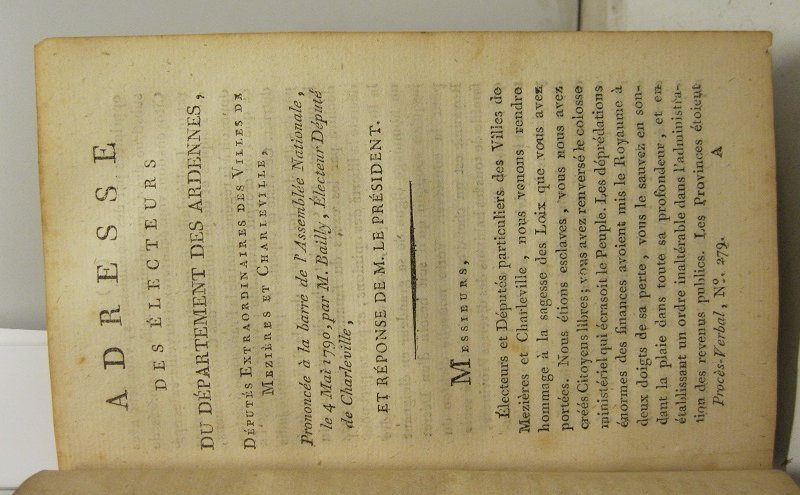 ADRESSE
DES ÉLECTEURS
DU DÉPARTEMENT DES ARDENNES,
DÉPUTÉS EXTRAORDINAIRES DES VILLES DE
MEZIÈRES ET CHARLEVILLE,
Prononcée à la barre de l'Assemblée Nationale,
le 4 Mai 1790, par M. Bailly, Électeur Député
de Charleville,
ET RÉPONSE DE M. LE PRÉSIDENT.
MESSIEURS,
Électeurs et Députés particuliers des Villes de
Mezières et Charleville, nous venons rendre
hommage à la sagesse des Loix que vous avez
portées. Nous étions esclaves, vous nous avez
créés Citoyens libres; vous avez renversé le colosse
ministériel qui écrasoit le Peuple. Les déprédations
énormes des finances avoient mis le Royaume à
deux doigts de sa perte, vous le sauvez en son-
dant la plaie dans toute sa profondeur, et en
établissant un ordre inaltérable dans l'administra-
tion des revenus publics. Les Provinces étoient
Procès-Verbal, N°. 279. A